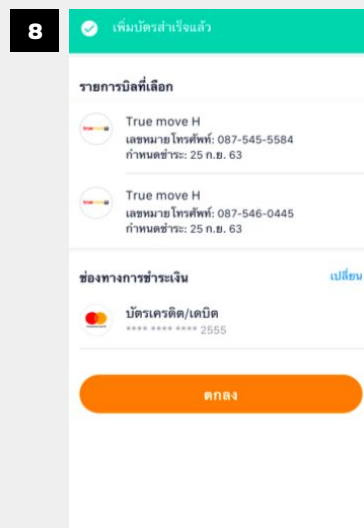 8
เพิ่มบัตรสำเร็จแล้ว
รายการบิลที่เลือก
True move H
เลขหมายโทรศัพท์: 087-545-5584
กำหนดชำระ: 25 ก.ย. 63
True move H
เลขหมายโทรศัพท์: 087-546-0445
กำหนดชำระ: 25 ก.ย. 63
ช่องทางการชำระเงิน เปลี่ยน
บัตรเครดิต/เดบิต
**** **** **** 2555
ตกลง